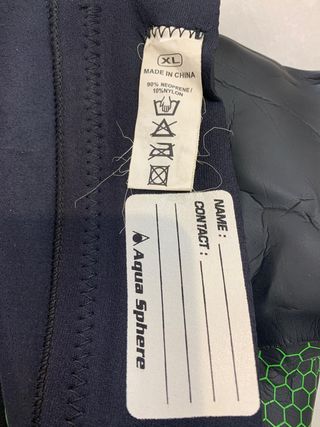 XL
MADE IN CHINA
90% NEOPRENE/
10%NYLON
NAME :
CONTACT :
Aqua Sphere